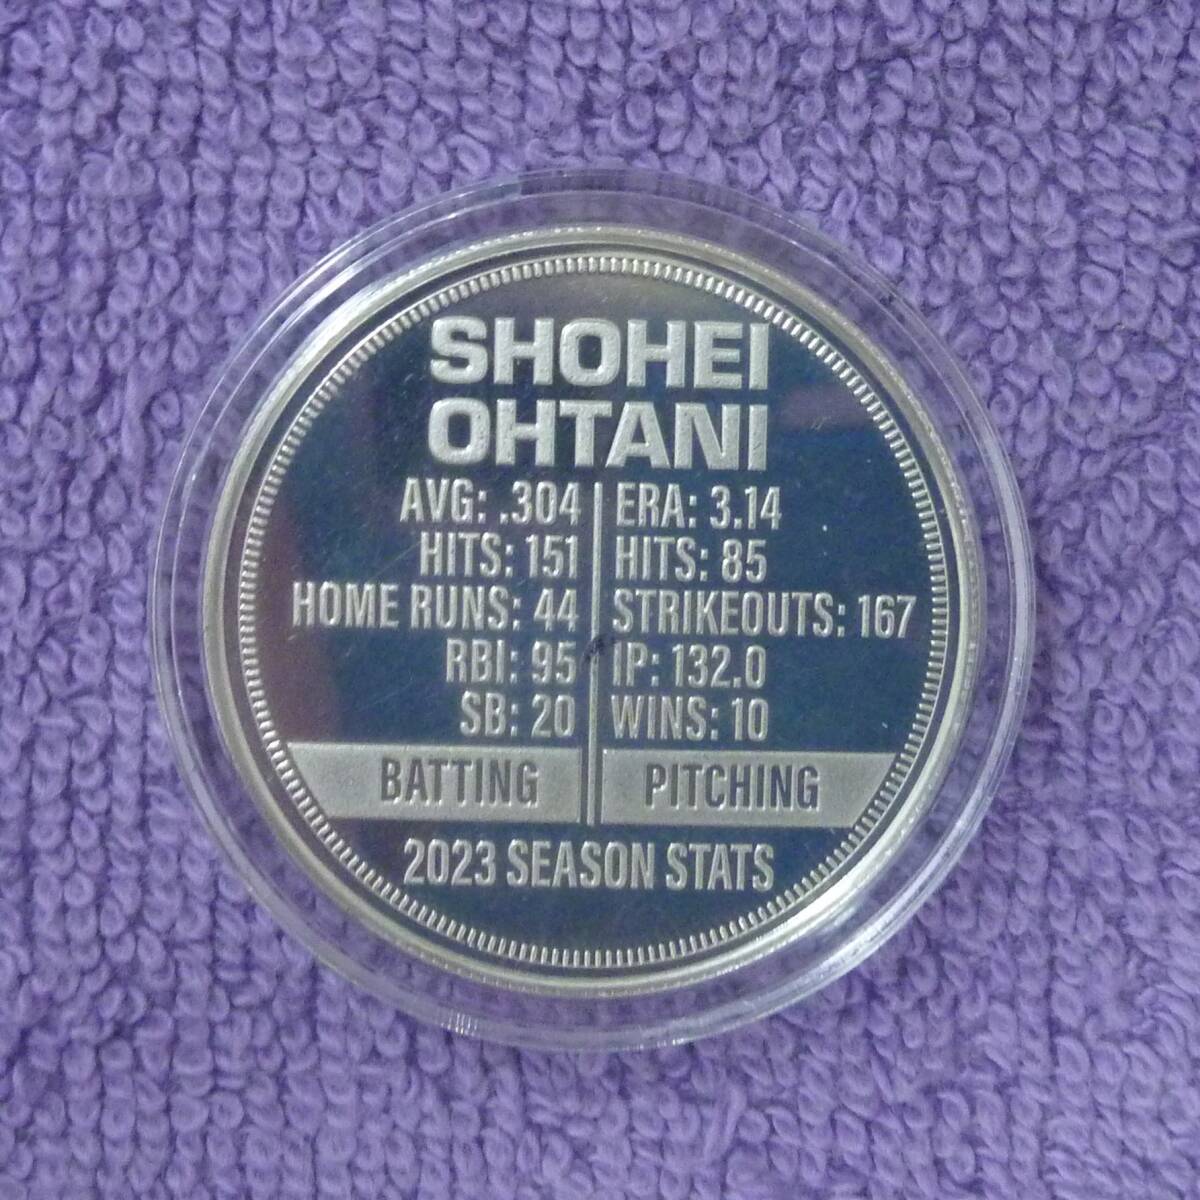 SHOHEI
OHTANI
AVG: .304
HITS: 151
HOME RUNS: 44
RBI: 95
SB: 20
BATTING
ERA: 3.14
HITS: 85
STRIKEOUTS: 167
IP: 132.0
WINS: 10
PITCHING
2023 SEASON STATS